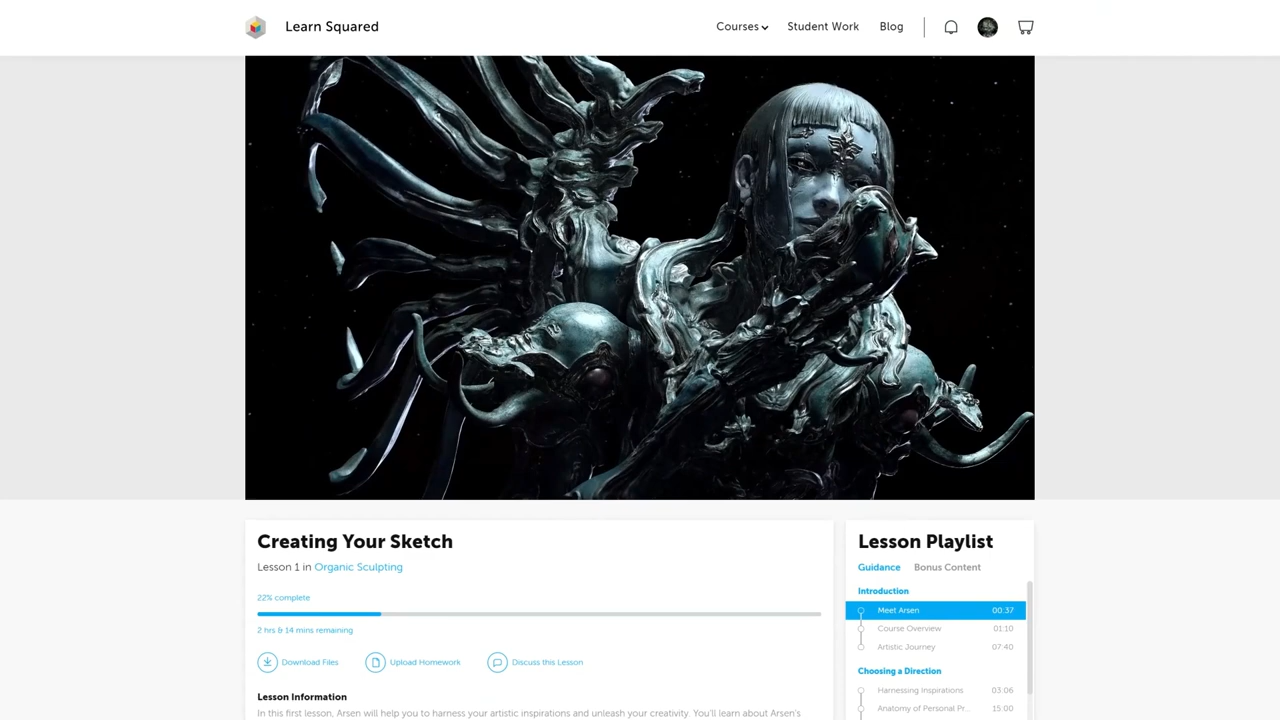 Learn Squared
Courses
Student Work
Blog
Creating Your Sketch
Lesson 1 in Organic Sculpting
22% complete
2 hrs & 14 mins remaining
Download Files
Upload Homework
Discuss this Lesson
Lesson Information
In this first lesson, Arsen will help you to harness your artistic inspirations and unleash your creativity. You'll learn about Arsen's
Lesson Playlist
Guidance Bonus Content
Introduction
Meet Arsen 00:37
Course Overview 01:10
Artistic Journey 07:40
Choosing a Direction
Harnessing Inspirations 03:06
Anatomy of Personal Pr... 15:00